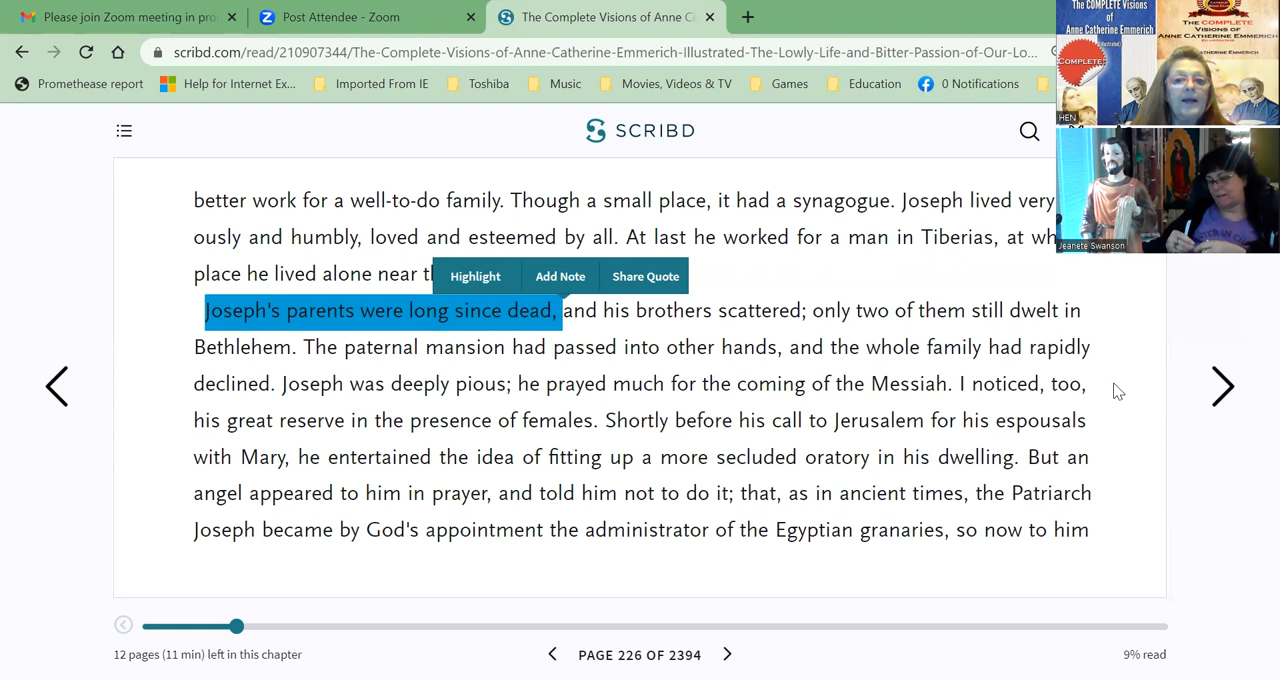 Please join Zoom meeting in pro
Post Attendee - Zoom
The Complete Visions of Anne C
scribd.com/read/210907344/The-Complete-Visions-of-Anne-Catherine-Emmerich-Illustrated-The-Lowly-Life-and-Bitter-Passion-of-Our-Lo...
Promethease report
Help for Internet Ex...
Imported From IE
Toshiba
Music
Movies, Videos & TV
Games
Education
0 Notifications
The COMPLETE Visions
of
Anne Catherine Emmerich
COMPLETE!
HEN
The COMPLETE
VISIONS OF
ANNE CATHERINE EMMERICH
Jeanete Swanson
SCRIBD
better work for a well-to-do family. Though a small place, it had a synagogue. Joseph lived very
ously and humbly, loved and esteemed by all. At last he worked for a man in Tiberias, at wh
place he lived alone near th
Highlight
Add Note
Share Quote
Joseph's parents were long since dead, and his brothers scattered; only two of them still dwelt in
Bethlehem. The paternal mansion had passed into other hands, and the whole family had rapidly
declined. Joseph was deeply pious; he prayed much for the coming of the Messiah. I noticed, too,
his great reserve in the presence of females. Shortly before his call to Jerusalem for his espousals
with Mary, he entertained the idea of fitting up a more secluded oratory in his dwelling. But an
angel appeared to him in prayer, and told him not to do it; that, as in ancient times, the Patriarch
Joseph became by God's appointment the administrator of the Egyptian granaries, so now to him
12 pages (11 min) left in this chapter
PAGE 226 OF 2394
9% read